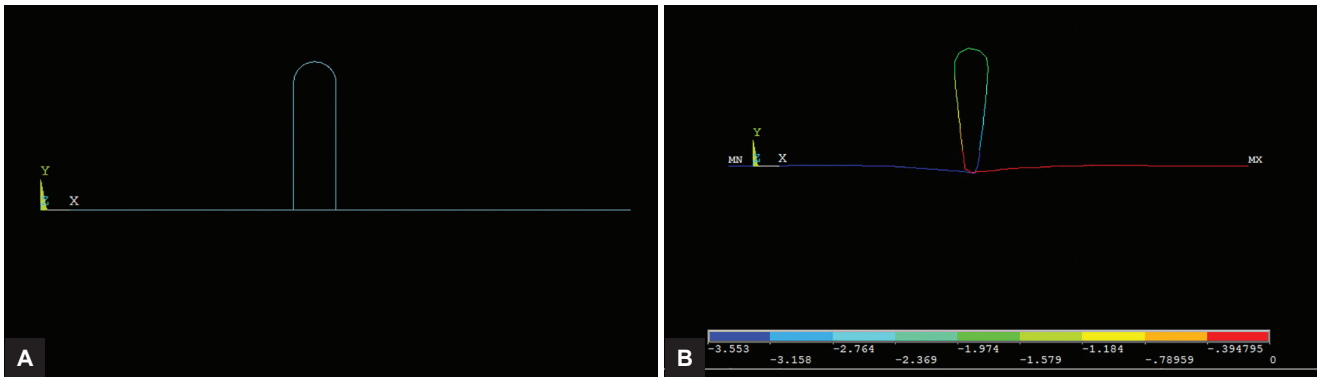 Y
Z
X
A
Y
MN
Z
X
MX
-3.553
-2.764
-1.974
-1.184
-.394795
-3.158
-2.369
-1.579
-.78959
0
B